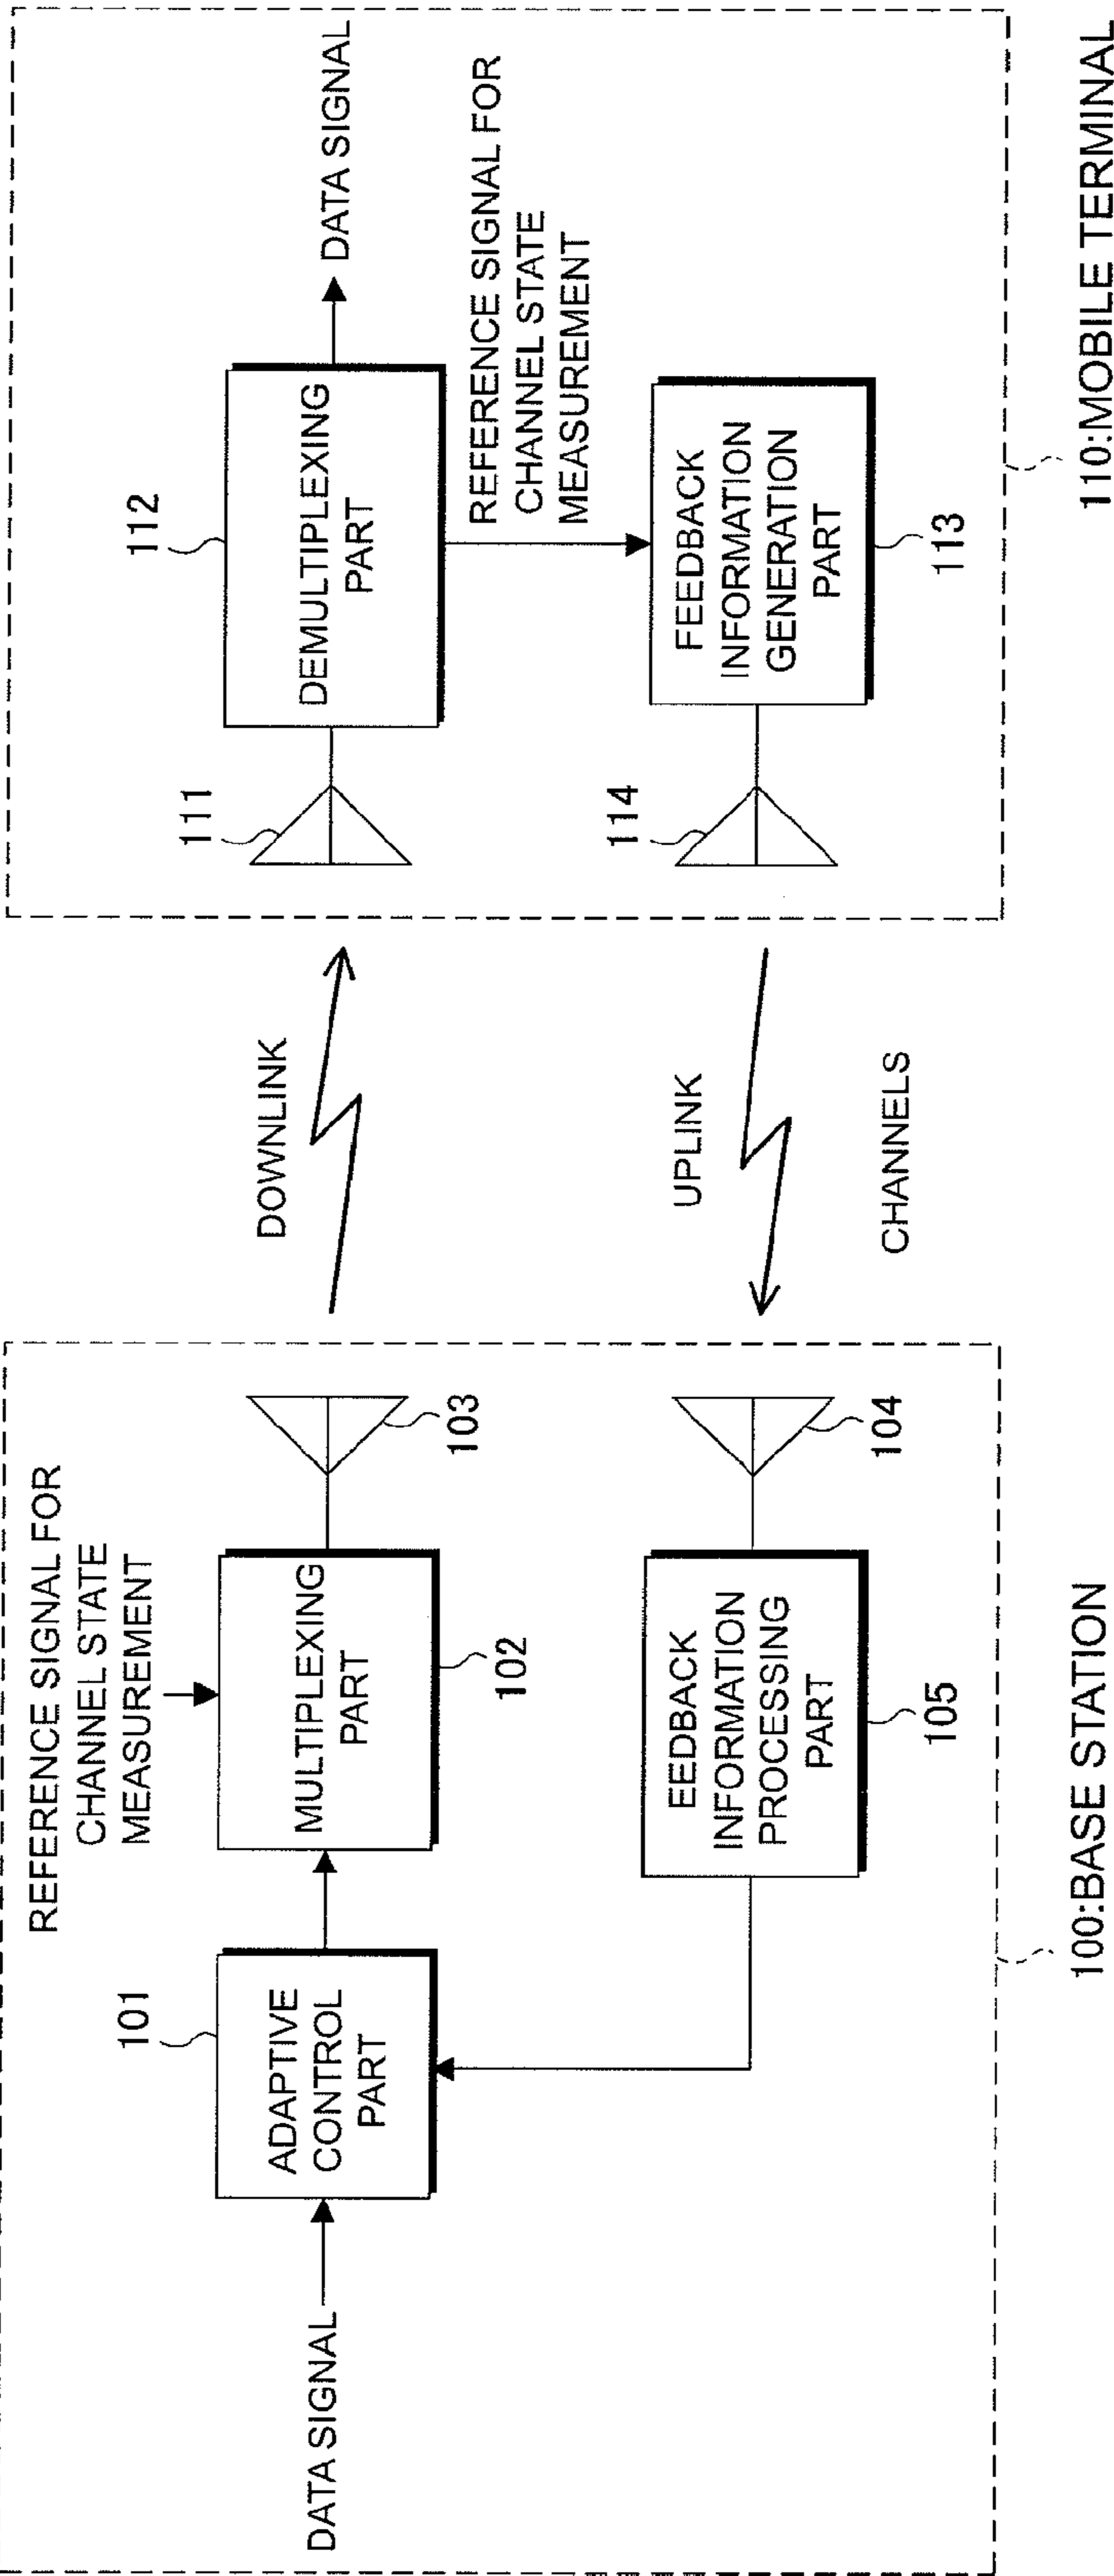 REFERENCE SIGNAL FOR
CHANNEL STATE
MEASUREMENT
DATA SIGNAL
101
ADAPTIVE
CONTROL
PART
MULTIPLEXING
PART
102
103
EEDBACK
INFORMATION
PROCESSING
PART
105
104
100:BASE STATION
DOWNLINK
UPLINK
CHANNELS
111
112
DEMULTIPLEXING
PART
DATA SIGNAL
REFERENCE SIGNAL FOR
CHANNEL STATE
MEASUREMENT
114
FEEDBACK
INFORMATION
GENERATION
PART
113
110:MOBILE TERMINAL